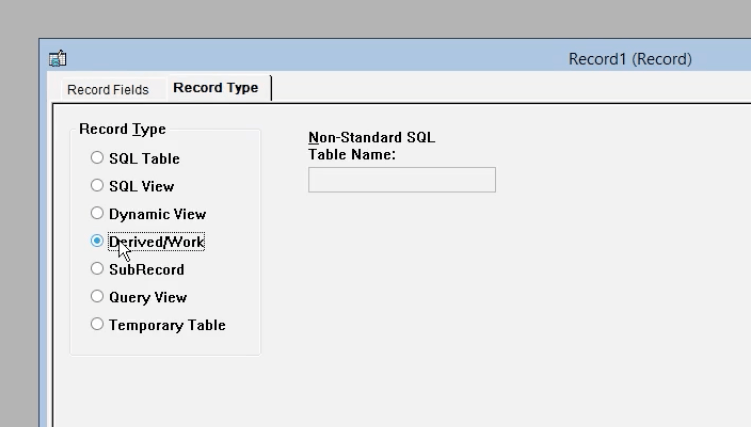 Record1 (Record)
Record Fields
Record Type
Record Type
SQL Table
SQL View
Dynamic View
Derived/Work
SubRecord
Query View
Temporary Table
Non-Standard SQL
Table Name: